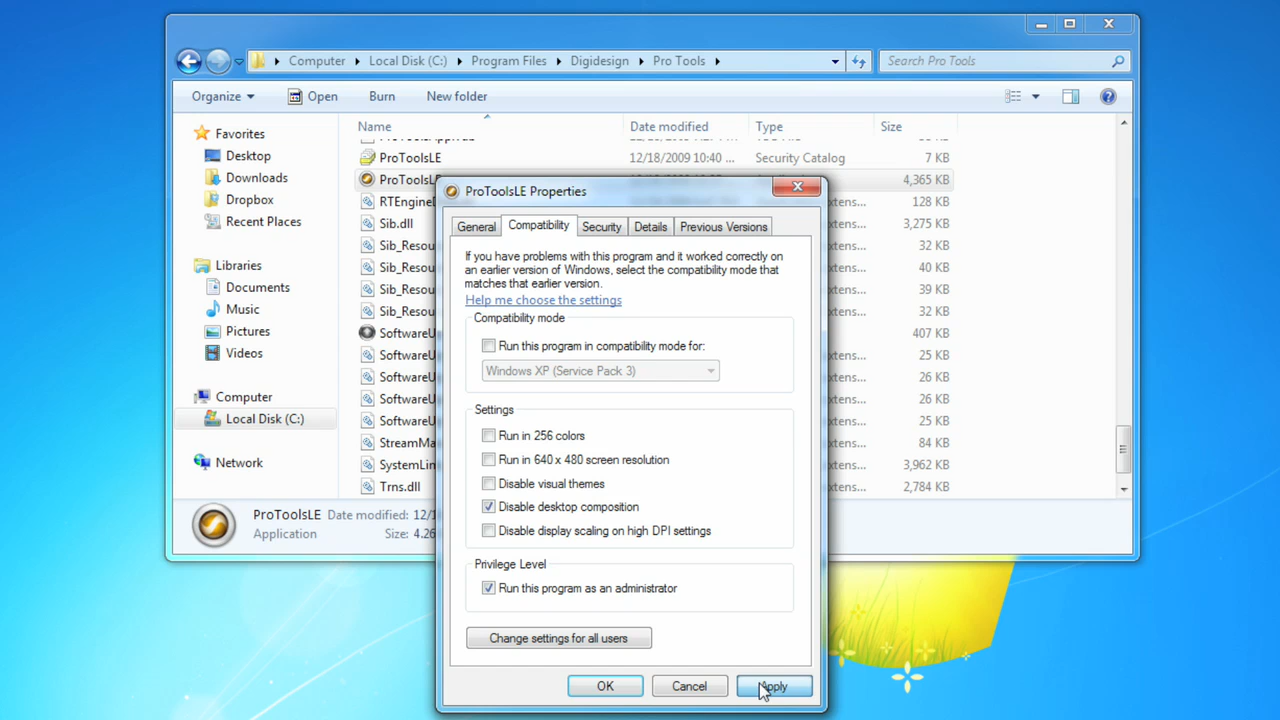 Computer ▸ Local Disk (C:) ▸ Program Files ▸ Digidesign ▸ Pro Tools ▸
Search Pro Tools
Organize Open Burn New folder
Name Date modified Type Size
Favorites
Desktop
Downloads
Dropbox
Recent Places
Libraries
Documents
Music
Pictures
Videos
Computer
Local Disk (C:)
Network
ProToolsLE 12/18/2009 10:40 ... Security Catalog 7 KB
ProToolsLE 4,365 KB
RTEngine 128 KB
Sib.dll xtens... 3,275 KB
Sib_Resou xtens... 32 KB
Sib_Resou xtens... 40 KB
Sib_Resou xtens... 39 KB
Sib_Resou xtens... 32 KB
SoftwareU 407 KB
SoftwareU xtens... 25 KB
SoftwareU xtens... 26 KB
SoftwareU xtens... 26 KB
SoftwareU xtens... 25 KB
StreamMa xtens... 84 KB
SystemLin xtens... 3,962 KB
Trns.dll xtens... 2,784 KB
ProToolsLE Date modified: 12/1
Application Size: 4.26
ProToolsLE Properties
General Compatibility Security Details Previous Versions
If you have problems with this program and it worked correctly on
an earlier version of Windows, select the compatibility mode that
matches that earlier version.
Help me choose the settings
Compatibility mode
Run this program in compatibility mode for:
Windows XP (Service Pack 3)
Settings
Run in 256 colors
Run in 640 x 480 screen resolution
Disable visual themes
Disable desktop composition
Disable display scaling on high DPI settings
Privilege Level
Run this program as an administrator
Change settings for all users
OK Cancel Apply